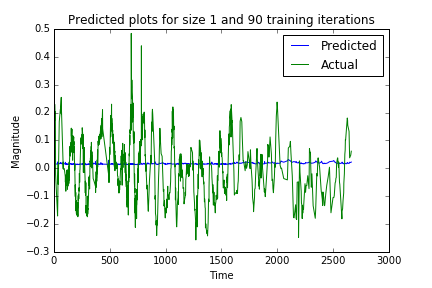 Predicted plots for size 1 and 90 training iterations
0.5
0.4
0.3
0.2
0.1
0.0
−0.1
−0.2
−0.3
Magnitude
Predicted
Actual
0 500 1000 1500 2000 2500 3000
Time